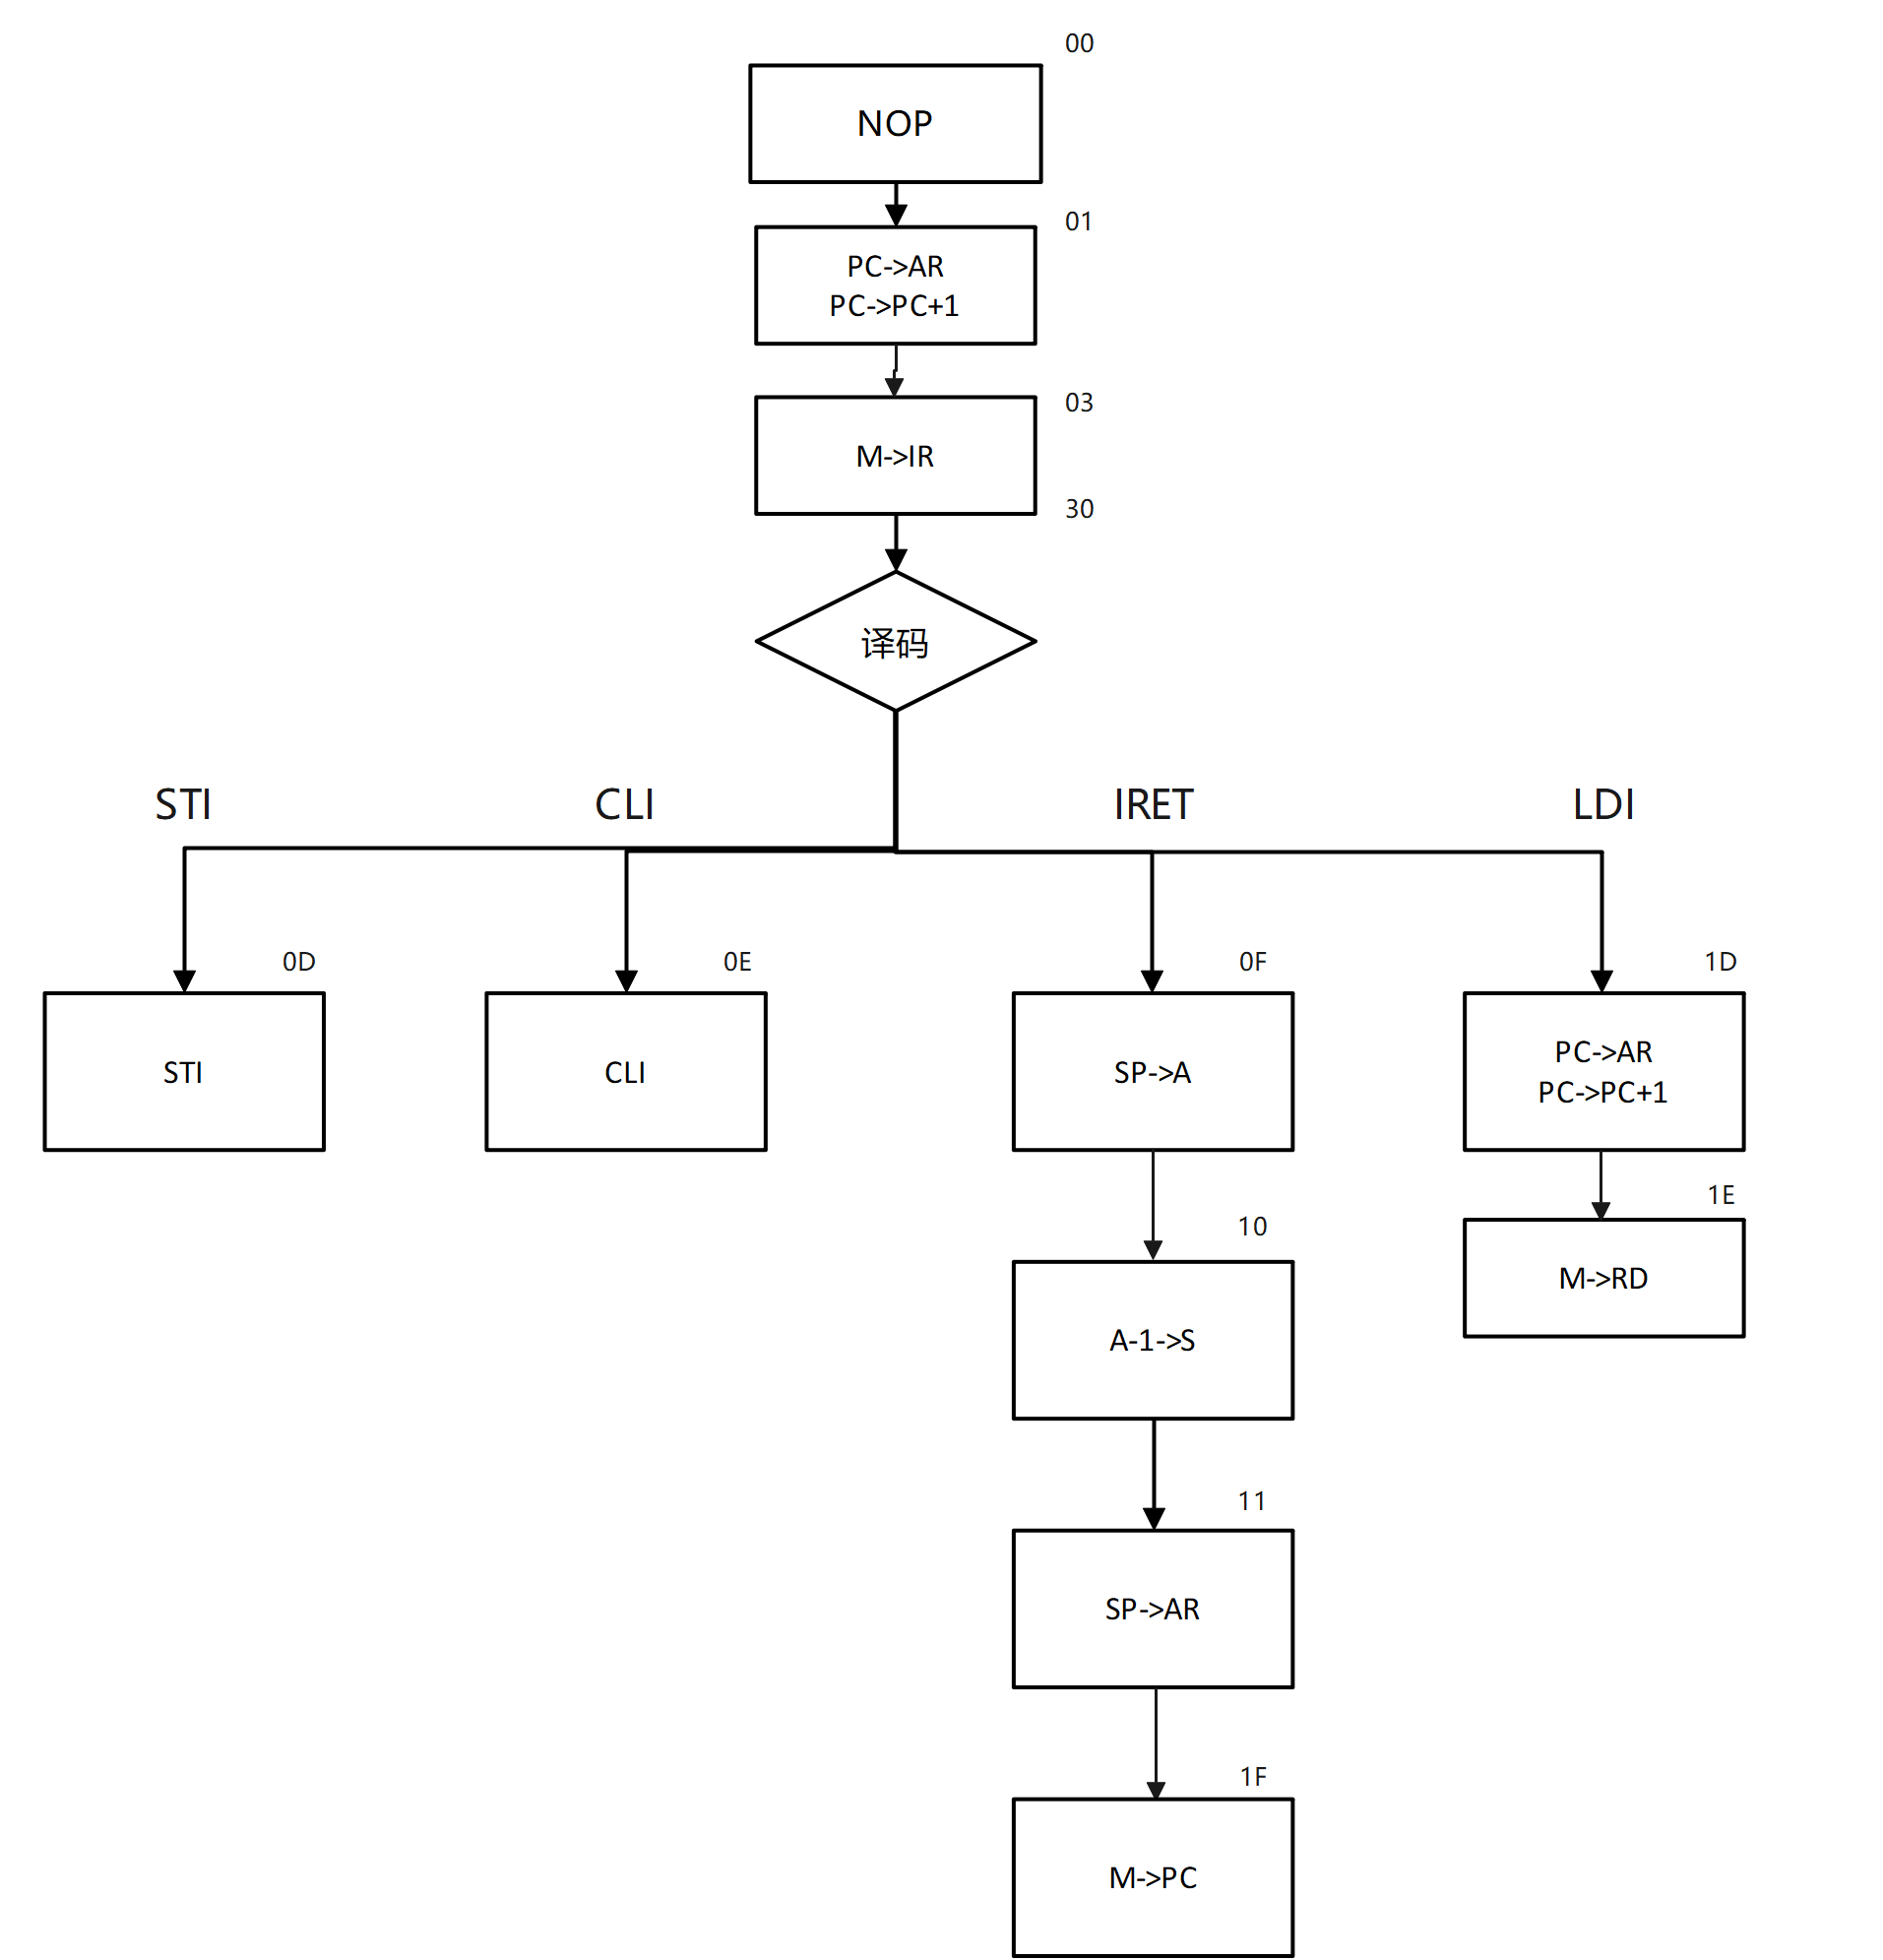 00
NOP
01
PC->AR
PC->PC+1
03
M->IR
30
译码
STI
CLI
IRET
LDI
0D
0E
0F
1D
STI
CLI
SP->A
PC->AR
PC->PC+1
1E
10
M->RD
A-1->S
11
SP->AR
1F
M->PC